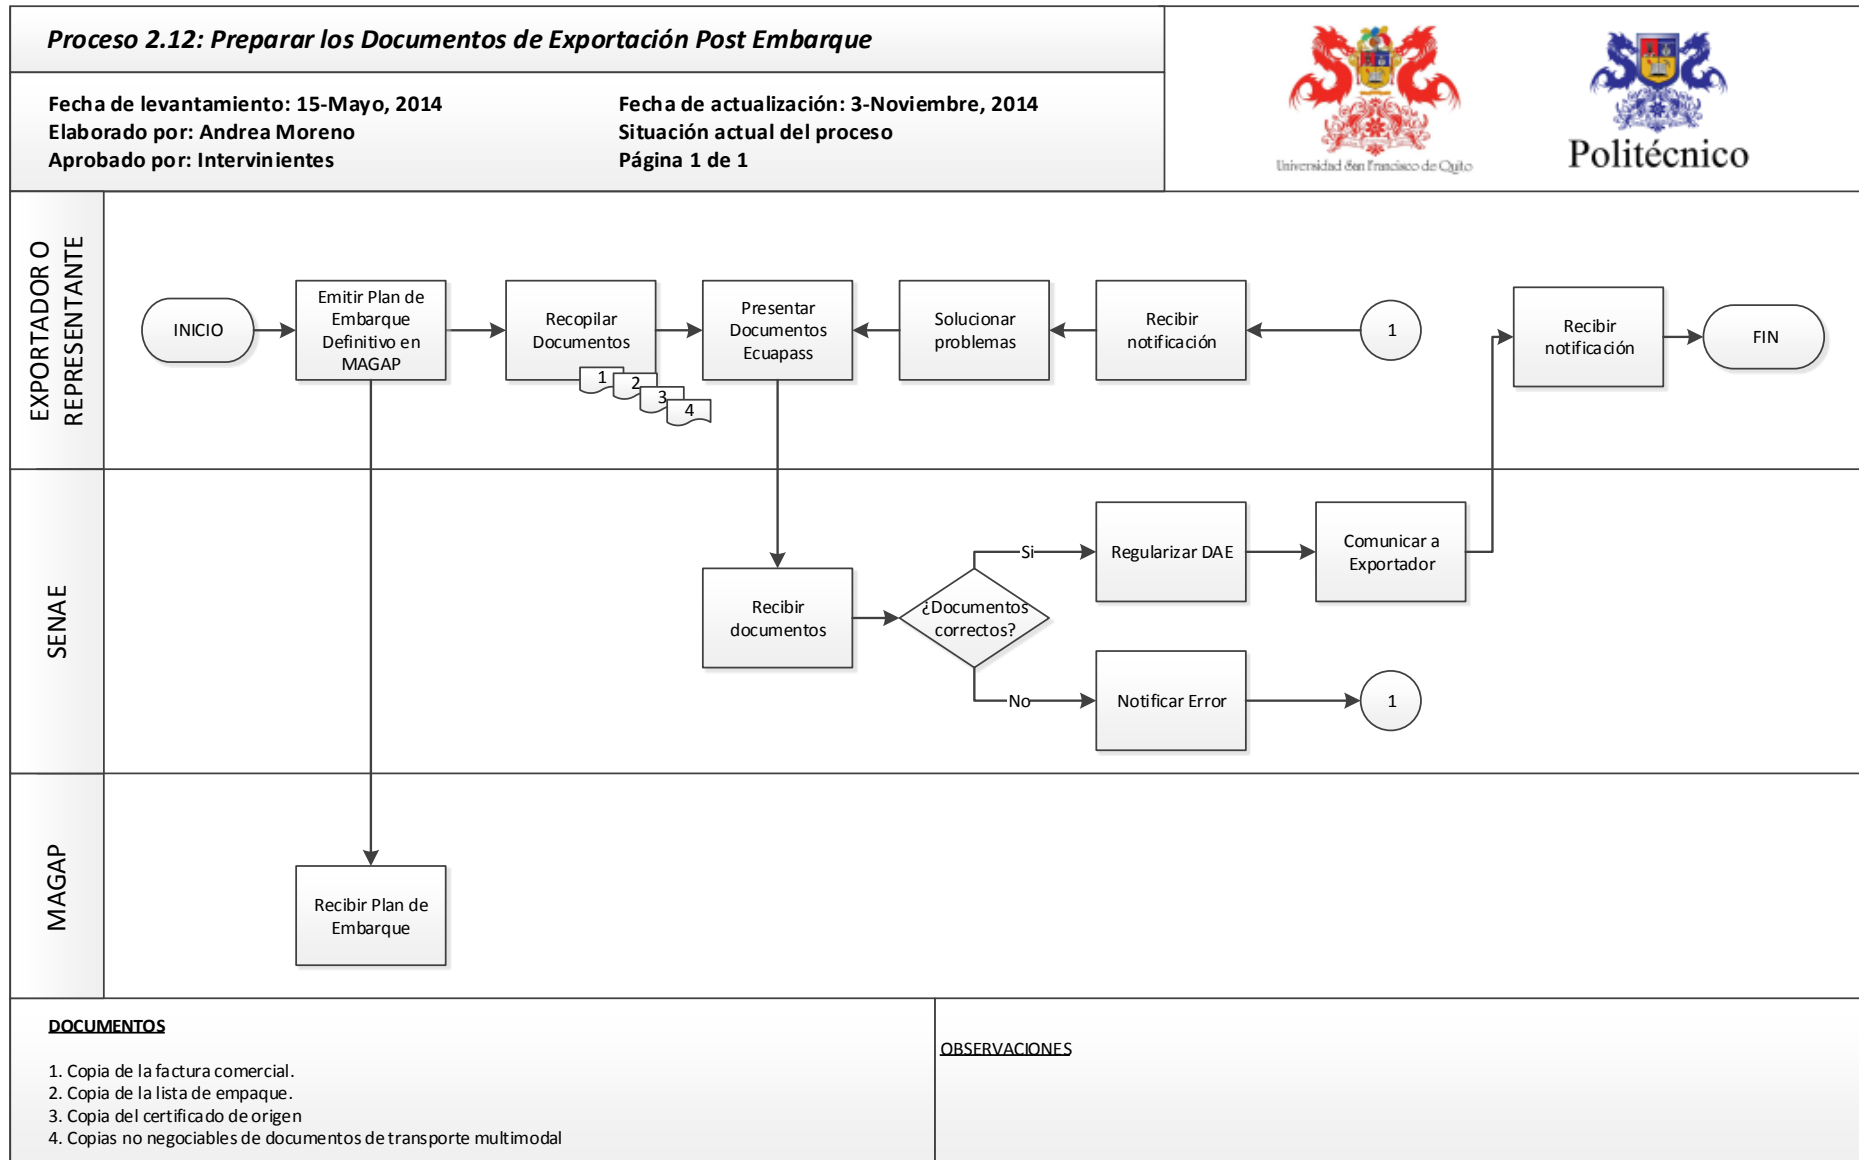 Proceso 2.12: Preparar los Documentos de Exportación Post Embarque
Fecha de levantamiento: 15-Mayo, 2014
Elaborado por: Andrea Moreno
Aprobado por: Intervinientes
Fecha de actualización: 3-Noviembre, 2014
Situación actual del proceso
Página 1 de 1
Universidad San Francisco de Quito
Politécnico
EXPORTADOR O
REPRESENTANTE
INICIO
Emitir Plan de
Embarque
Definitivo en
MAGAP
Recopilar
Documentos
1
2
3
4
Presentar
Documentos
Ecuapass
Solucionar
problemas
Recibir
notificación
1
Recibir
notificación
FIN
SENAE
Recibir
documentos
¿Documentos
correctos?
Si
Regularizar DAE
Comunicar a
Exportador
No
Notificar Error
1
MAGAP
Recibir Plan de
Embarque
DOCUMENTOS
1. Copia de la factura comercial.
2. Copia de la lista de empaque.
3. Copia del certificado de origen
4. Copias no negociables de documentos de transporte multimodal
OBSERVACIONES